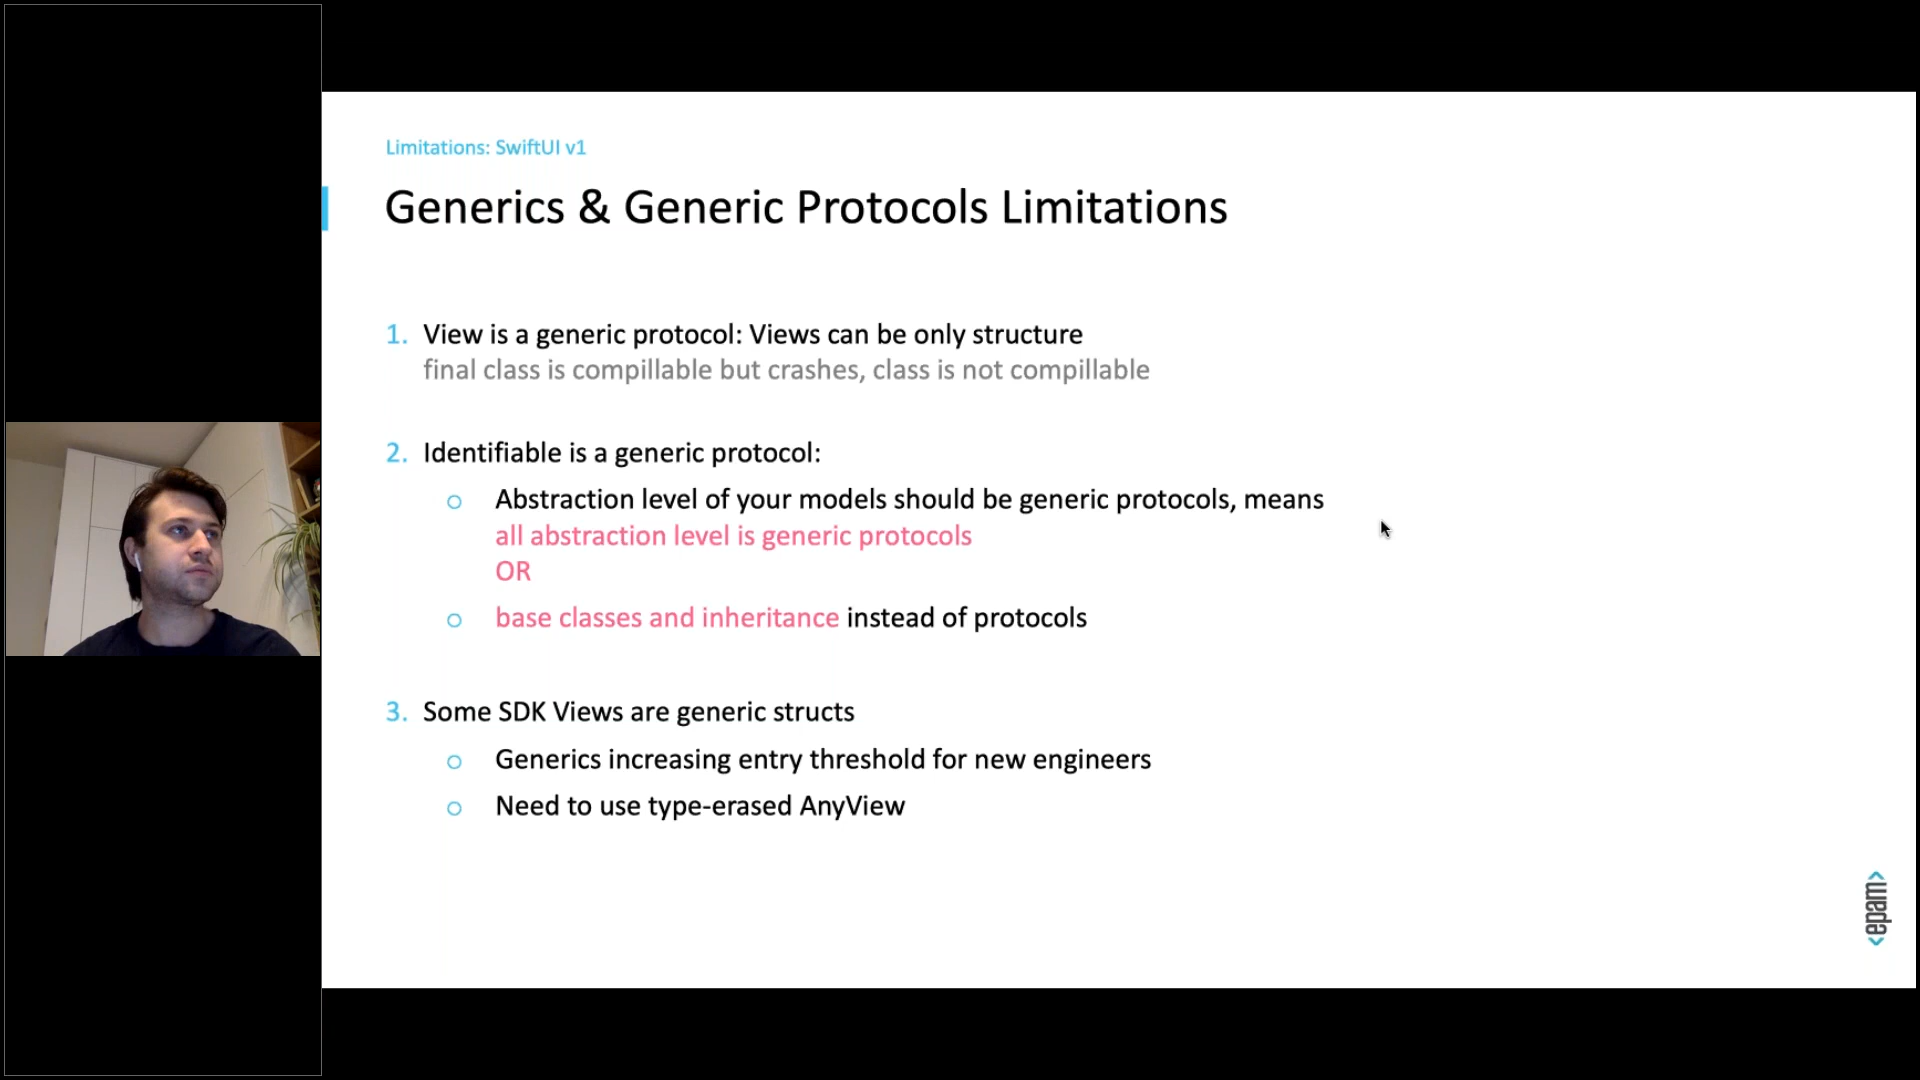 Limitations: SwiftUI v1
Generics & Generic Protocols Limitations
1. View is a generic protocol: Views can be only structure
final class is compillable but crashes, class is not compillable
2. Identifiable is a generic protocol:
Abstraction level of your models should be generic protocols, means
all abstraction level is generic protocols
OR
base classes and inheritance instead of protocols
3. Some SDK Views are generic structs
Generics increasing entry threshold for new engineers
Need to use type-erased AnyView
<epam>